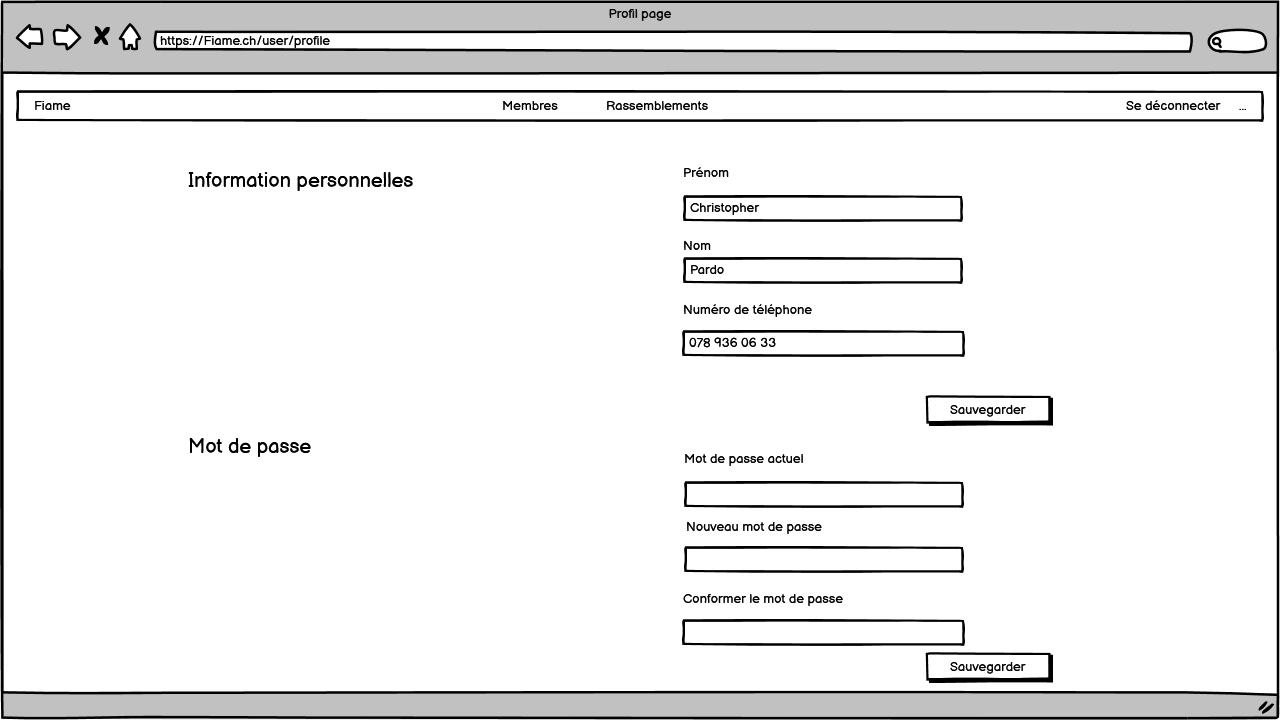 Profil page
https://Fiame.ch/user/profile
Fiame Membres Rassemblements Se déconnecter ...
Information personnelles
Prénom
Christopher
Nom
Pardo
Numéro de téléphone
078 936 06 33
Sauvegarder
Mot de passe
Mot de passe actuel
Nouveau mot de passe
Conformer le mot de passe
Sauvegarder